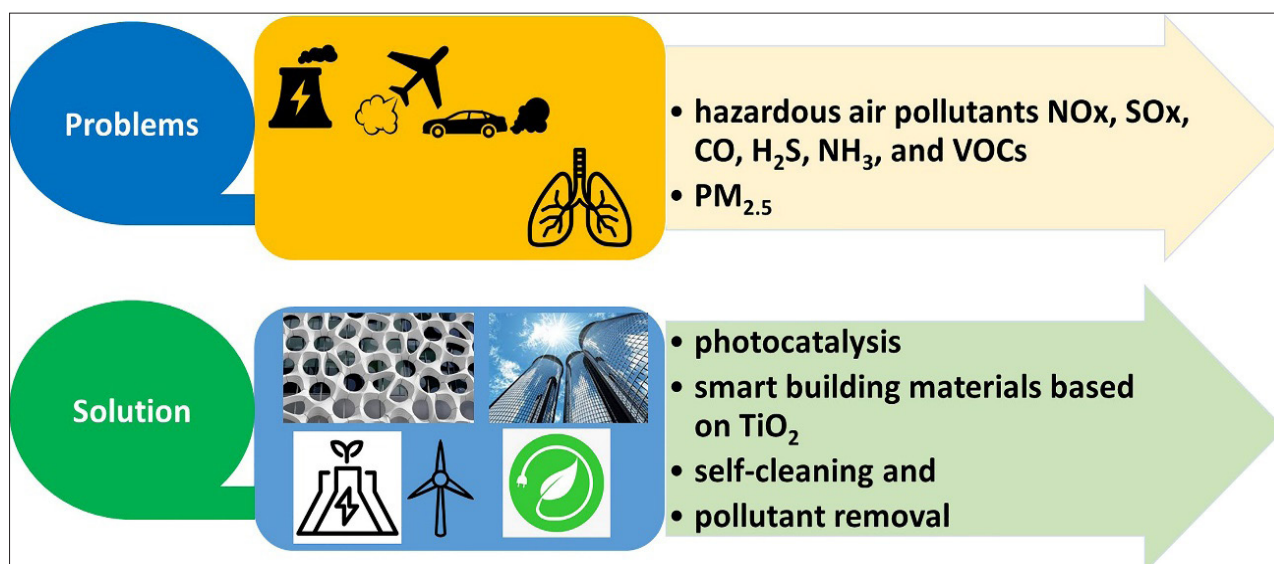 Problems
• hazardous air pollutants NOx, SOx,
CO, H₂S, NH₃, and VOCs
• PM₂.₅
Solution
• photocatalysis
• smart building materials based
on TiO₂
• self-cleaning and
• pollutant removal